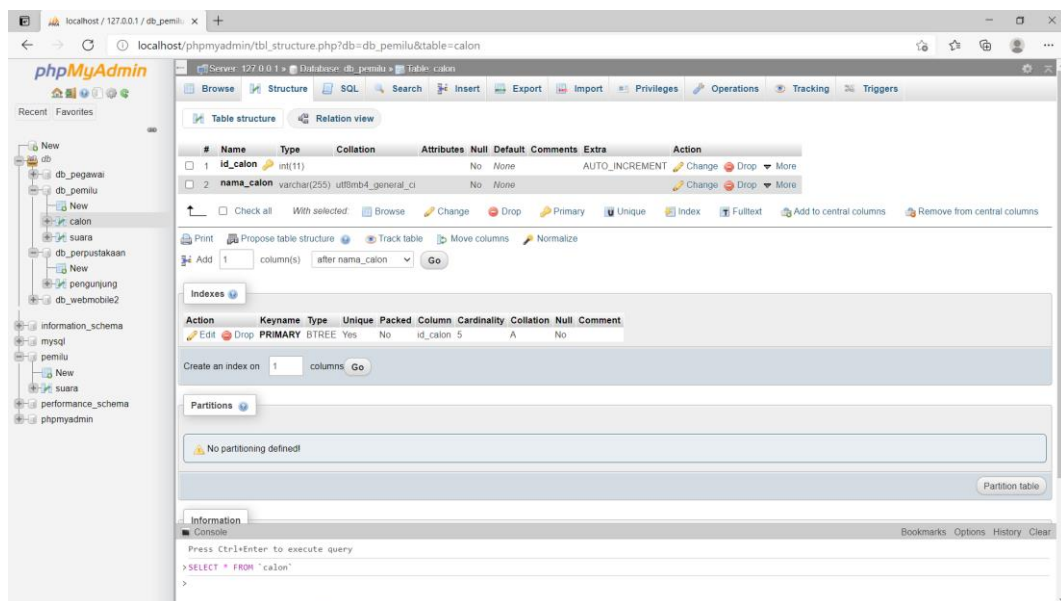 localhost / 127.0.0.1 / db_pemilu
localhost/phpmyadmin/tbl_structure.php?db=db_pemilu&table=calon
phpMyAdmin
Recent Favorites
New
db
db_pegawai
db_pemilu
New
calon
suara
db_perpustakaan
New
pengunjung
db_webmobile2
information_schema
mysql
pemilu
New
suara
performance_schema
phpmyadmin
Server: 127.0.0.1 » Database: db_pemilu » Table: calon
Browse Structure SQL Search Insert Export Import Privileges Operations Tracking Triggers
Table structure Relation view
# Name Type Collation Attributes Null Default Comments Extra Action
1 id_calon int(11) No None AUTO_INCREMENT Change Drop More
2 nama_calon varchar(255) utf8mb4_general_ci No None Change Drop More
Check all With selected: Browse Change Drop Primary Unique Index Fulltext Add to central columns Remove from central columns
Print Propose table structure Track table Move columns Normalize
Add 1 column(s) after nama_calon Go
Indexes
Action Keyname Type Unique Packed Column Cardinality Collation Null Comment
Edit Drop PRIMARY BTREE Yes No id_calon 5 A No
Create an index on 1 columns Go
Partitions
No partitioning defined!
Partition table
Information
Console Bookmarks Options History Clear
Press Ctrl+Enter to execute query
>SELECT * FROM `calon`
>